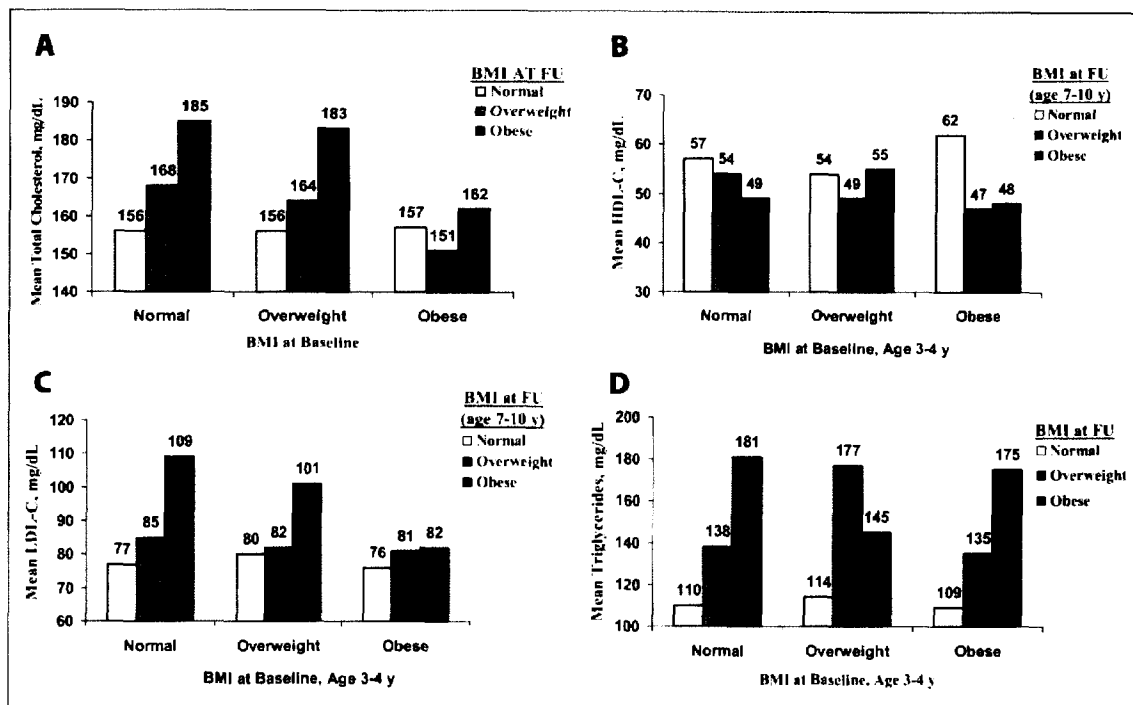 A
BMI AT FU
Normal
Overweight
Obese
Mean Total Cholesterol, mg/dL
190
180
170
160
150
140
156
168
185
156
164
183
157
151
162
Normal
Overweight
Obese
BMI at Baseline
B
BMI at FU
(age 7-10 y)
Normal
Overweight
Obese
Mean HDL-C, mg/dL
70
60
50
40
30
57
54
49
54
49
55
62
47
48
Normal
Overweight
Obese
BMI at Baseline, Age 3-4 y
C
BMI at FU
(age 7-10 y)
Normal
Overweight
Obese
Mean LDL-C, mg/dL
120
110
100
90
80
70
60
77
85
109
80
82
101
76
81
82
Normal
Overweight
Obese
BMI at Baseline, Age 3-4 y
D
BMI at FU
Normal
Overweight
Obese
Mean Triglycerides, mg/dL
200
180
160
140
120
100
110
138
181
114
177
145
109
135
175
Normal
Overweight
Obese
BMI at Baseline, Age 3-4 y